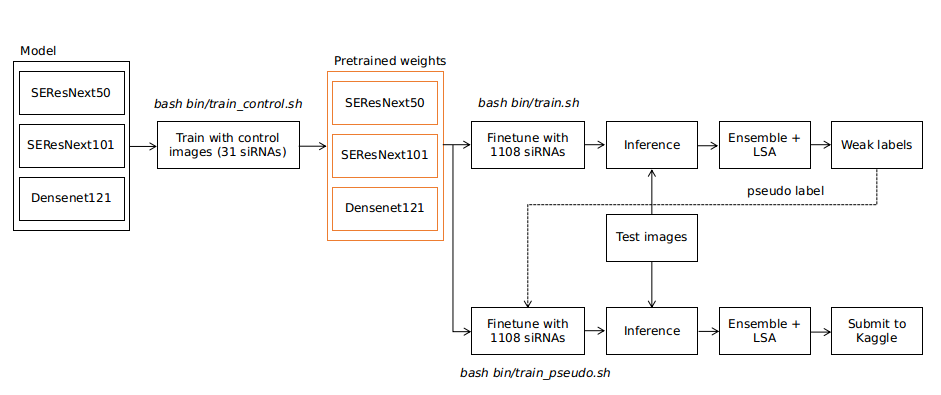 Model
SEResNext50
SEResNext101
Densenet121
bash bin/train_control.sh
Train with control
images (31 siRNAs)
Pretrained weights
SEResNext50
SEResNext101
Densenet121
bash bin/train.sh
Finetune with
1108 siRNAs
Inference
Ensemble +
LSA
Weak labels
pseudo label
Test images
Finetune with
1108 siRNAs
Inference
Ensemble +
LSA
Submit to
Kaggle
bash bin/train_pseudo.sh